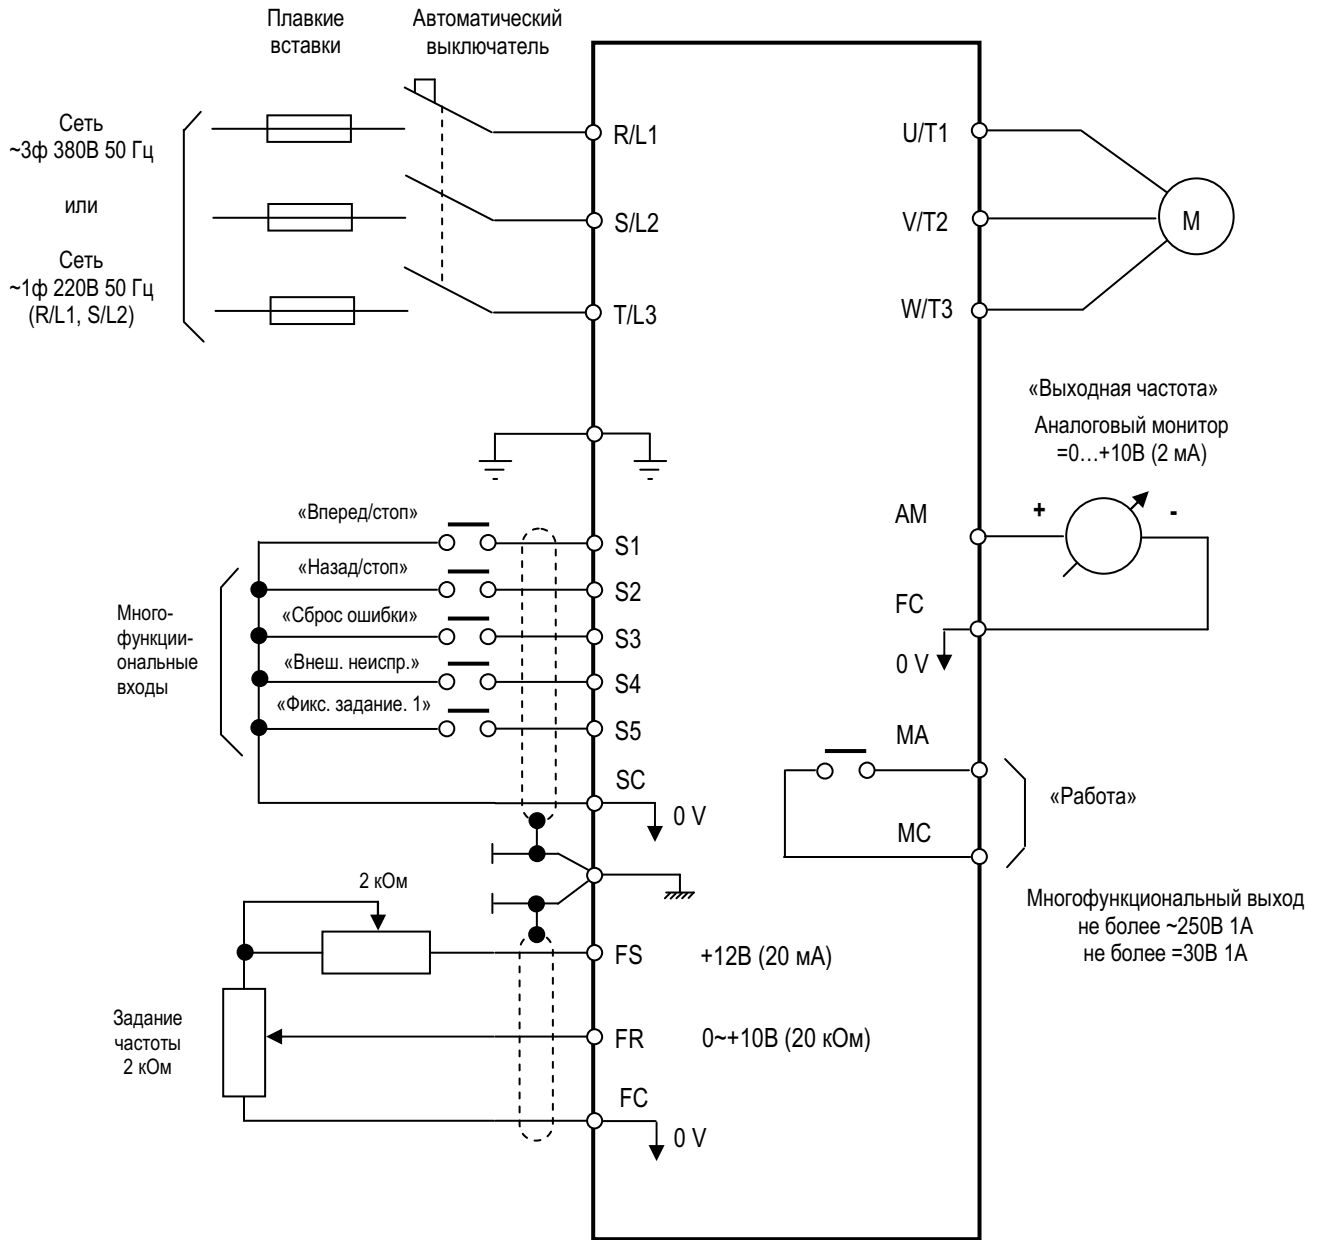 Плавкие
вставки
Автоматический
выключатель
Сеть
~3ф 380В 50 Гц
или
Сеть
~1ф 220В 50 Гц
(R/L1, S/L2)
R/L1
S/L2
T/L3
U/T1
V/T2
W/T3
M
«Выходная частота»
Аналоговый монитор
=0…+10В (2 мА)
AM
+
-
FC
0 V
«Вперед/стоп»
«Назад/стоп»
«Сброс ошибки»
«Внеш. неиспр.»
«Фикс. задание. 1»
Много-
функци-
ональные
входы
S1
S2
S3
S4
S5
SC
0 V
MA
MC
«Работа»
Многофункциональный выход
не более ~250В 1А
не более =30В 1А
2 кОм
FS
+12В (20 мА)
Задание
частоты
2 кОм
FR
0~+10В (20 кОм)
FC
0 V